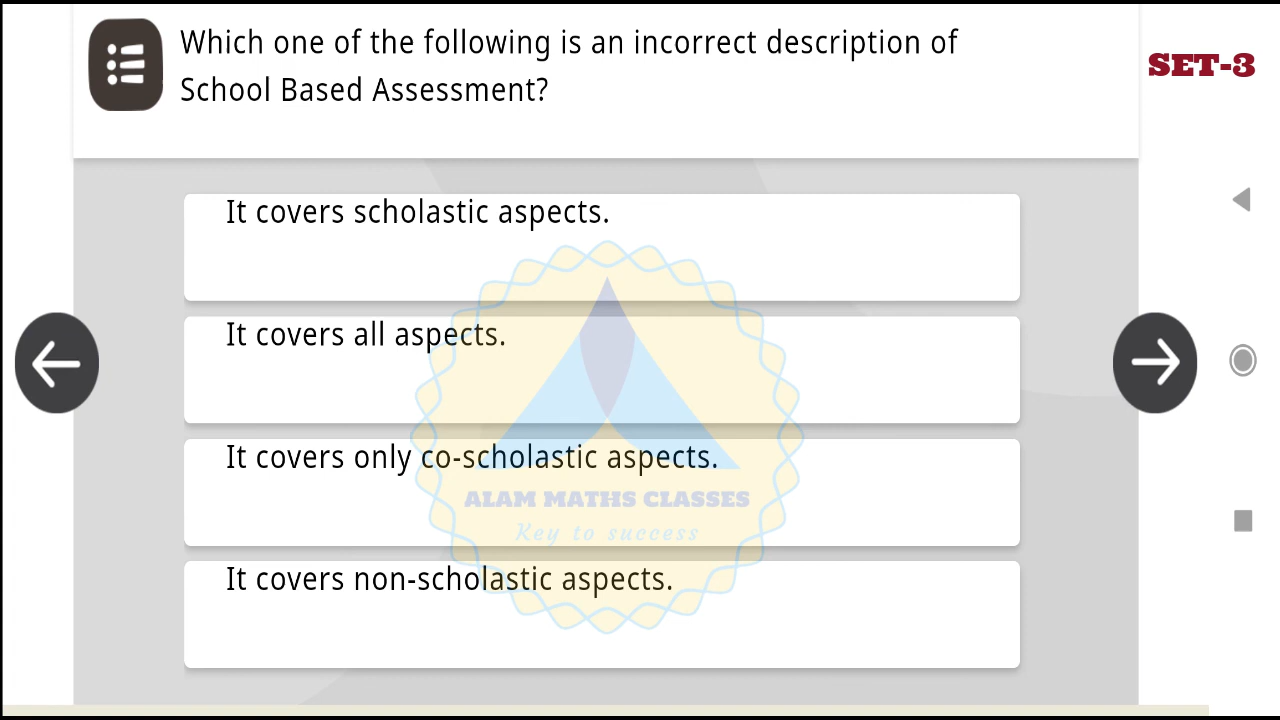 Which one of the following is an incorrect description of
School Based Assessment?
SET-3
It covers scholastic aspects.
It covers all aspects.
It covers only co-scholastic aspects.
ALAM MATHS CLASSES
Key to success
It covers non-scholastic aspects.